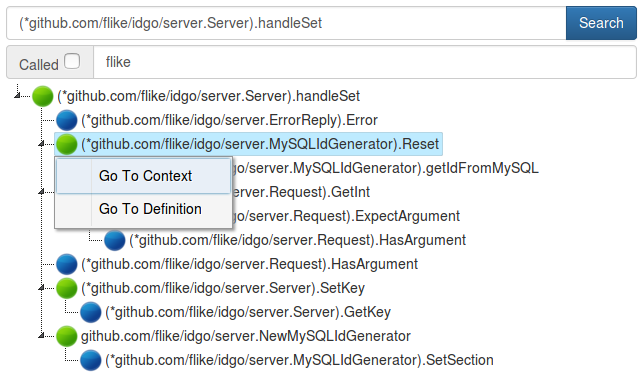 (*github.com/flike/idgo/server.Server).handleSet
Search
Called
flike
(*github.com/flike/idgo/server.Server).handleSet
(*github.com/flike/idgo/server.ErrorReply).Error
(*github.com/flike/idgo/server.MySQLIdGenerator).Reset
go/server.MySQLIdGenerator).getIdFromMySQL
Go To Context
go/server.Request).GetInt
Go To Definition
server.Request).ExpectArgument
(*github.com/flike/idgo/server.Request).HasArgument
(*github.com/flike/idgo/server.Request).HasArgument
(*github.com/flike/idgo/server.Server).SetKey
(*github.com/flike/idgo/server.Server).GetKey
github.com/flike/idgo/server.NewMySQLIdGenerator
(*github.com/flike/idgo/server.MySQLIdGenerator).SetSection